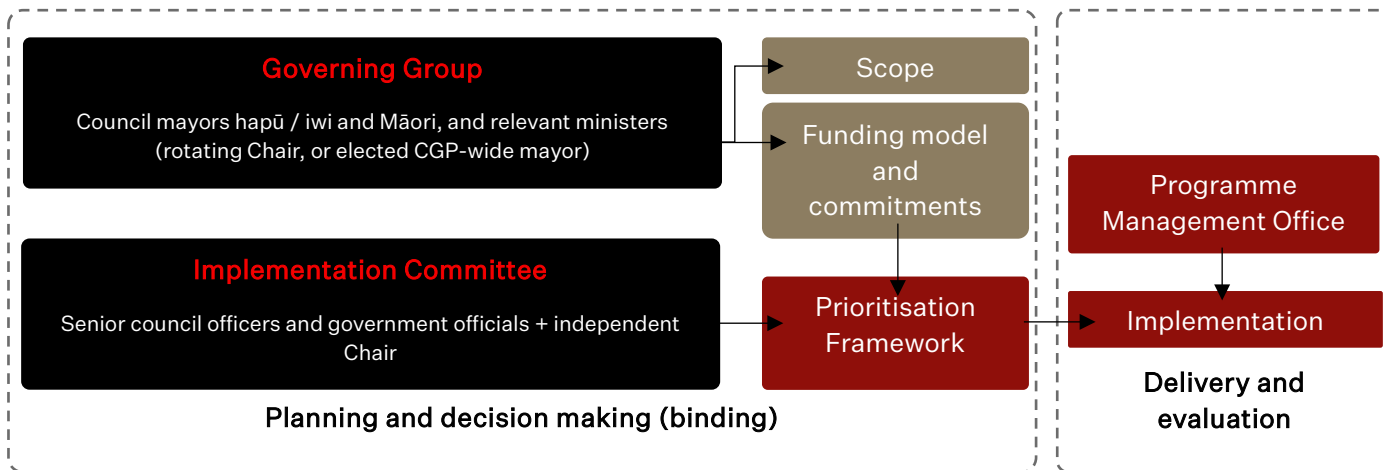 Governing Group
Council mayors hapū / iwi and Māori, and relevant ministers
(rotating Chair, or elected CGP-wide mayor)
Scope
Funding model
and
commitments
Implementation Committee
Senior council officers and government officials + independent
Chair
Prioritisation
Framework
Planning and decision making (binding)
Programme
Management Office
Implementation
Delivery and
evaluation